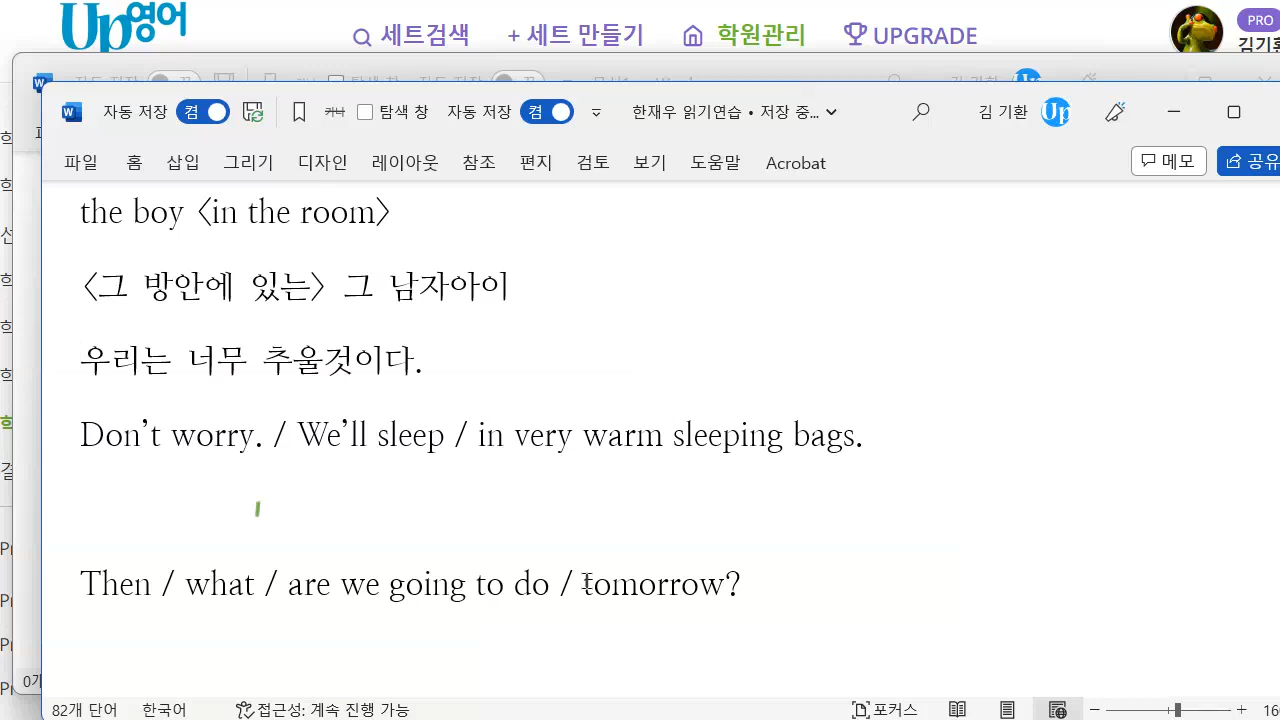 Up영어
세트검색 + 세트 만들기 학원관리 UPGRADE
PRO
자동 저장 켬 가나 탐색 창 자동 저장 켬 한재우 읽기연습 • 저장 중... 김 기환 Up
파일 홈 삽입 그리기 디자인 레이아웃 참조 편지 검토 보기 도움말 Acrobat 메모 공유
the boy 〈in the room〉
〈그 방안에 있는〉 그 남자아이
우리는 너무 추울것이다.
Don’t worry. / We’ll sleep / in very warm sleeping bags.
Then / what / are we going to do / tomorrow?
82개 단어 한국어 접근성: 계속 진행 가능 포커스